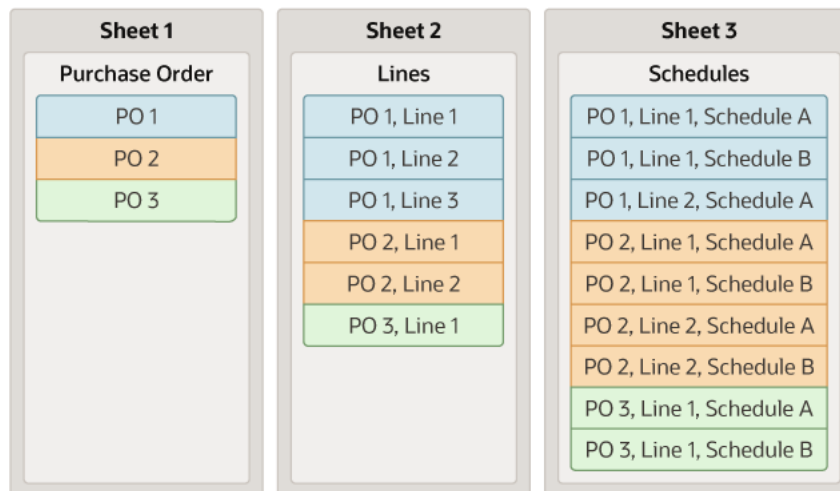 Sheet 1
Purchase Order
PO 1
PO 2
PO 3
Sheet 2
Lines
PO 1, Line 1
PO 1, Line 2
PO 1, Line 3
PO 2, Line 1
PO 2, Line 2
PO 3, Line 1
Sheet 3
Schedules
PO 1, Line 1, Schedule A
PO 1, Line 1, Schedule B
PO 1, Line 2, Schedule A
PO 2, Line 1, Schedule A
PO 2, Line 1, Schedule B
PO 2, Line 2, Schedule A
PO 2, Line 2, Schedule B
PO 3, Line 1, Schedule A
PO 3, Line 1, Schedule B